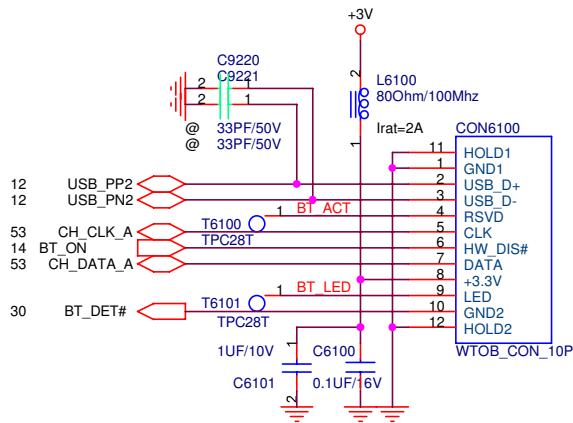 +3V
C9220
C9221
2 1
2 1
@ 33PF/50V
@ 33PF/50V
2
L6100
80Ohm/100Mhz
Irat=2A
1
CON6100
11 HOLD1
1 GND1
12 USB_PP2 2 USB_D+
12 USB_PN2 3 USB_D-
T6100 1 BT_ACT 4 RSVD
53 CH_CLK_A 5 CLK
TPC28T
14 BT_ON 6 HW_DIS#
53 CH_DATA_A 7 DATA
8 +3.3V
T6101 1 BT_LED 9 LED
30 BT_DET# 10 GND2
TPC28T
12 HOLD2
WTOB_CON_10P
1UF/10V 1 C6100
C6101 0.1UF/16V
2